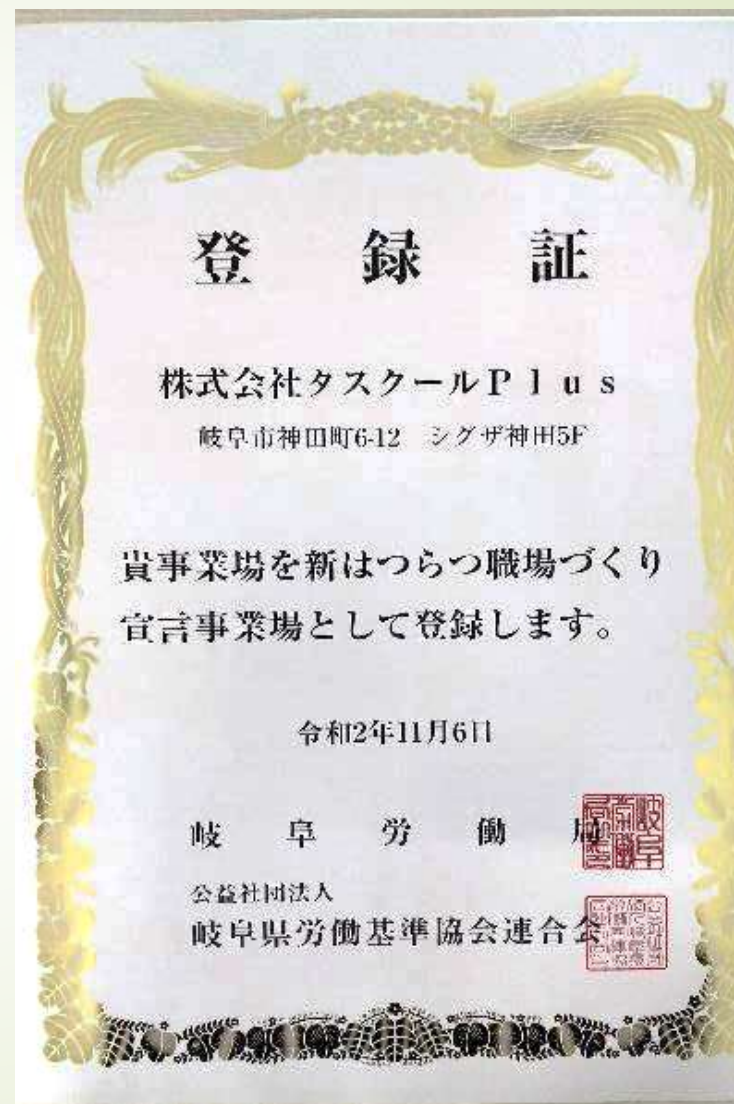 登録証
株式会社タスクールPlus
岐阜市神田町6-12 シグザ神田5F
貴事業場を新はつらつ職場づくり
宣言事業場として登録します。
令和2年11月6日
岐阜労働局
公益社団法人
岐阜県労働基準協会連合会